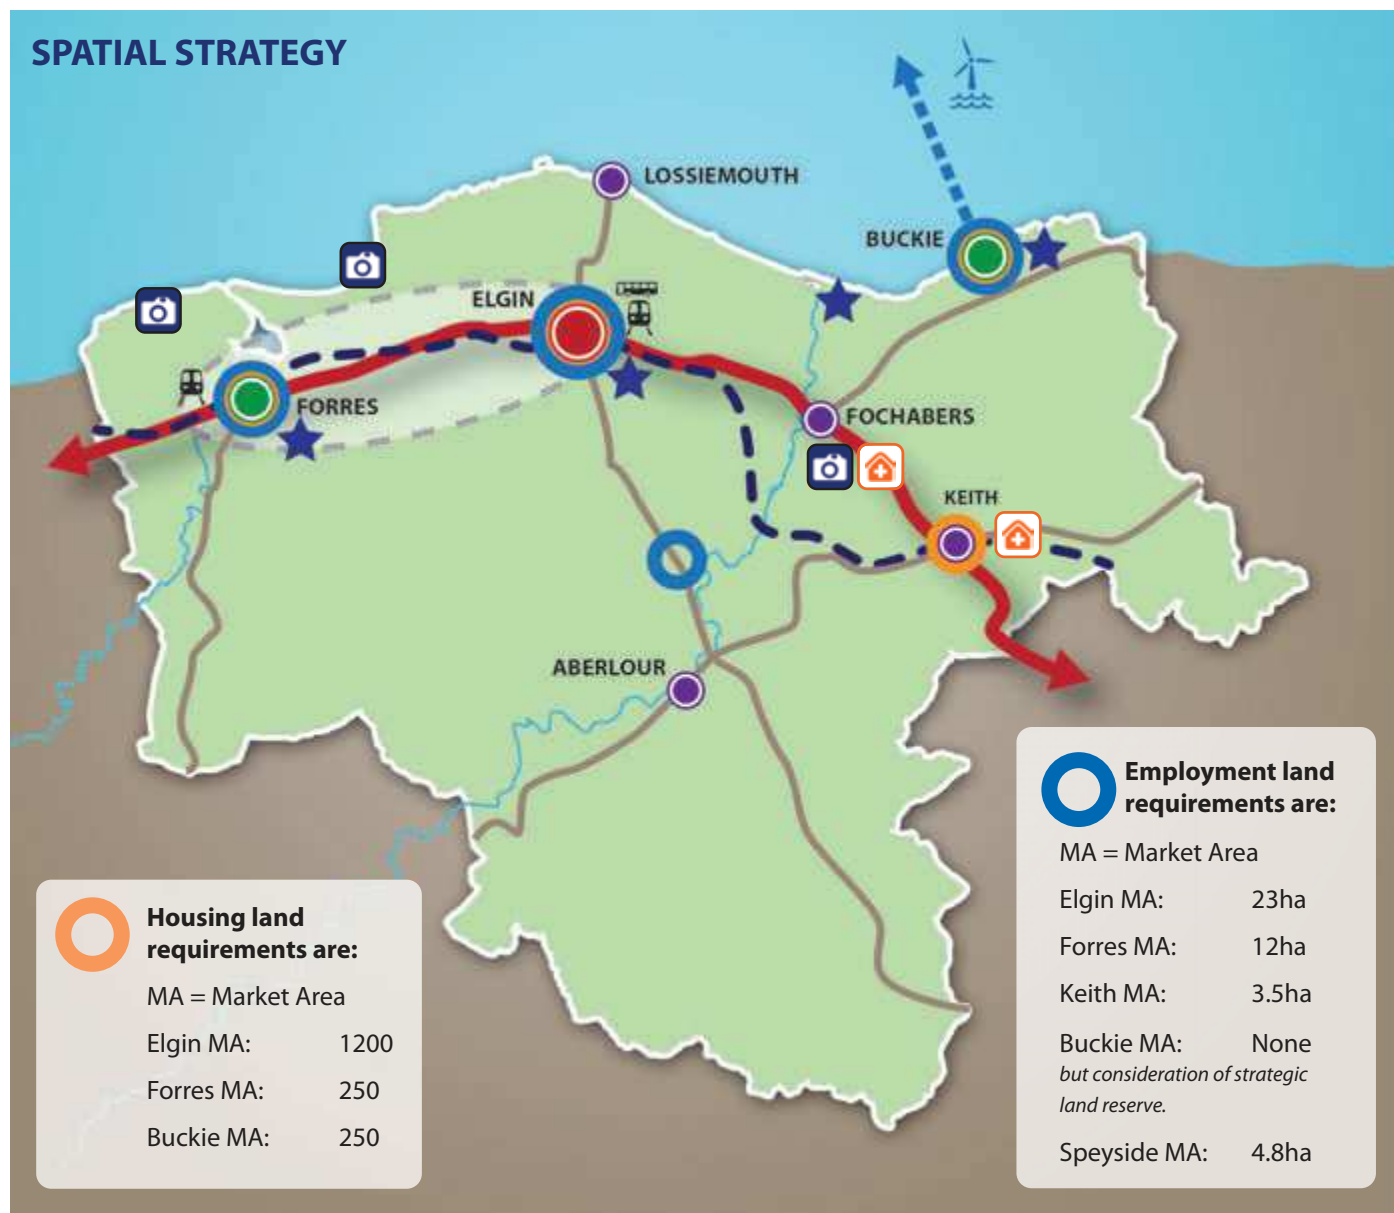 SPATIAL STRATEGY
LOSSIEMOUTH
BUCKIE
ELGIN
FORRES
FOCHABERS
KEITH
ABERLOUR
Housing land
requirements are:
MA = Market Area
Elgin MA: 1200
Forres MA: 250
Buckie MA: 250
Employment land
requirements are:
MA = Market Area
Elgin MA: 23ha
Forres MA: 12ha
Keith MA: 3.5ha
Buckie MA: None
but consideration of strategic
land reserve.
Speyside MA: 4.8ha